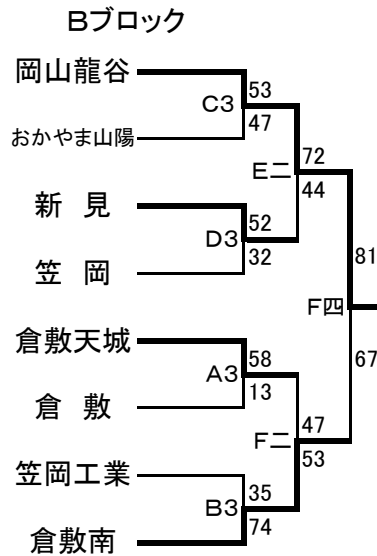 Bブロック
岡山龍谷
53
C3
47
おかやま山陽
72
E二
44
新 見
52
D3
32
笠 岡
81
F四
67
倉敷天城
58
A3
13
倉 敷
47
F二
53
笠岡工業
35
B3
74
倉敷南